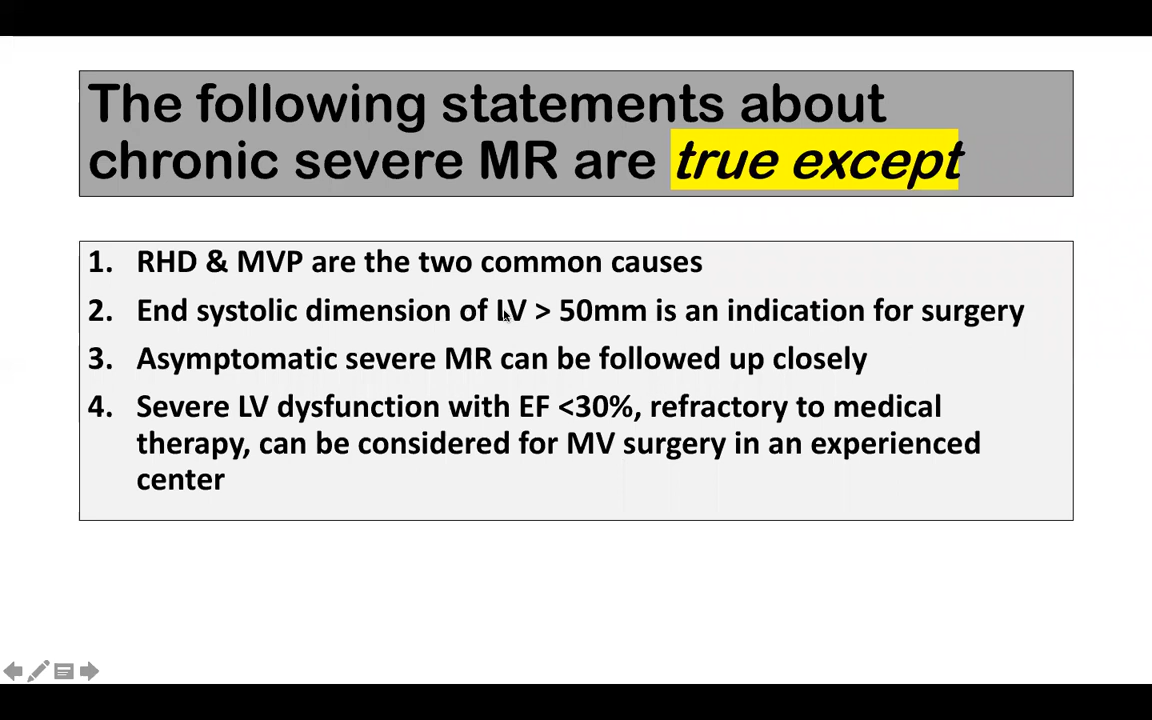 The following statements about
chronic severe MR are true except
1. RHD & MVP are the two common causes
2. End systolic dimension of LV > 50mm is an indication for surgery
3. Asymptomatic severe MR can be followed up closely
4. Severe LV dysfunction with EF <30%, refractory to medical
therapy, can be considered for MV surgery in an experienced
center